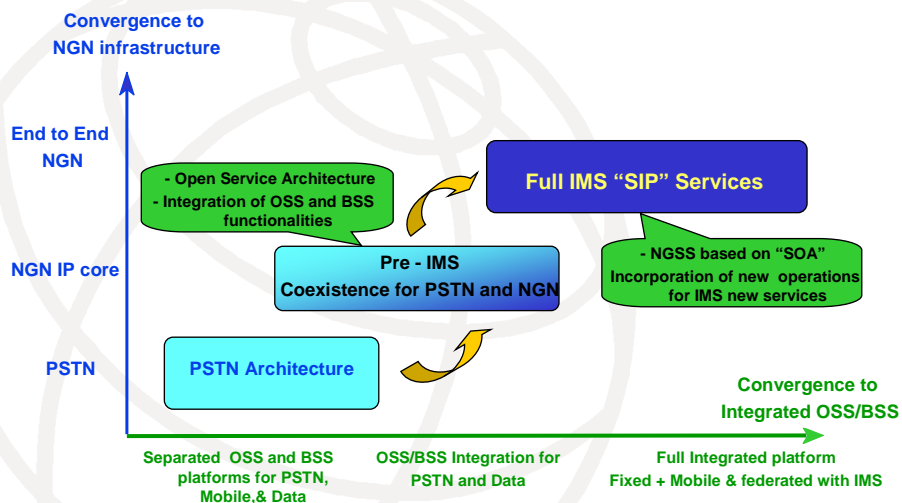 Convergence to
NGN infrastructure
End to End
NGN
- Open Service Architecture
- Integration of OSS and BSS
functionalities
Full IMS “SIP” Services
NGN IP core
Pre - IMS
Coexistence for PSTN and NGN
- NGSS based on “SOA”
Incorporation of new operations
for IMS new services
PSTN
PSTN Architecture
Convergence to
Integrated OSS/BSS
Separated OSS and BSS
platforms for PSTN,
Mobile,& Data
OSS/BSS Integration for
PSTN and Data
Full Integrated platform
Fixed + Mobile & federated with IMS